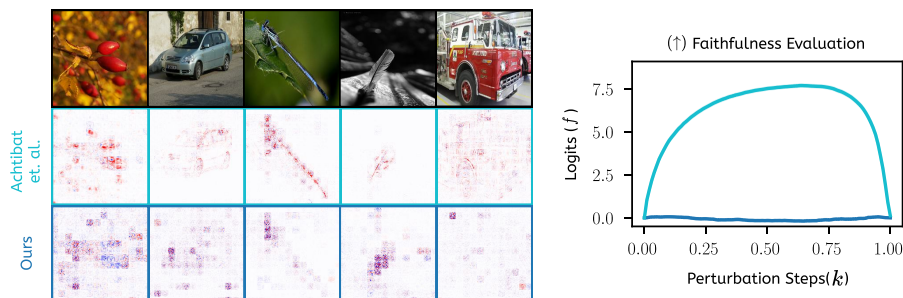 Achtibat
et. al.
Ours
(↑) Faithfulness Evaluation
Logits (f)
7.5
5.0
2.5
0.0
0.00
0.25
0.50
0.75
1.00
Perturbation Steps(k)